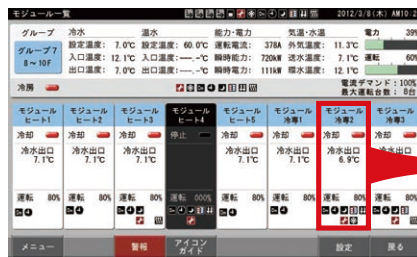 モジュール一覧 2012/3/8(木) AM10:2
グループ 冷水 温水 能力・電力 気温・水温 電力 39%
グループ7 8～10F
設定温度: 7.0℃ 設定温度: 60.0℃ 運転電流: 378A 外気温度: 11.3℃
入口温度: 12.1℃ 入口温度:---.-℃ 瞬時能力: 720kW 送水温度: 7.1℃ 運転 60%
出口温度: 7.0℃ 出口温度:---.-℃ 瞬時電力: 111kW 還水温度: 12.1℃
冷房 電流デマンド:100%
最大運転台数: 8台
モジュール ヒート1 モジュール ヒート2 モジュール ヒート3 モジュール ヒート4 モジュール ヒート5 モジュール 冷専1 モジュール 冷専2 モジュール 冷専3
冷却 冷却 冷却 停止 冷却 冷却 冷却 冷却
冷水出口 冷水出口 冷水出口 冷水出口 冷水出口 冷水出口 冷水出口
7.1℃ 7.1℃ 7.1℃ 7.1℃ 7.1℃ 6.9℃ 7.1℃
運転 80% 運転 80% 運転 80% 運転 000% 運転 80% 運転 80% 運転 80% 運転 80%
メニュー 警報 アイコンガイド 設定 戻る